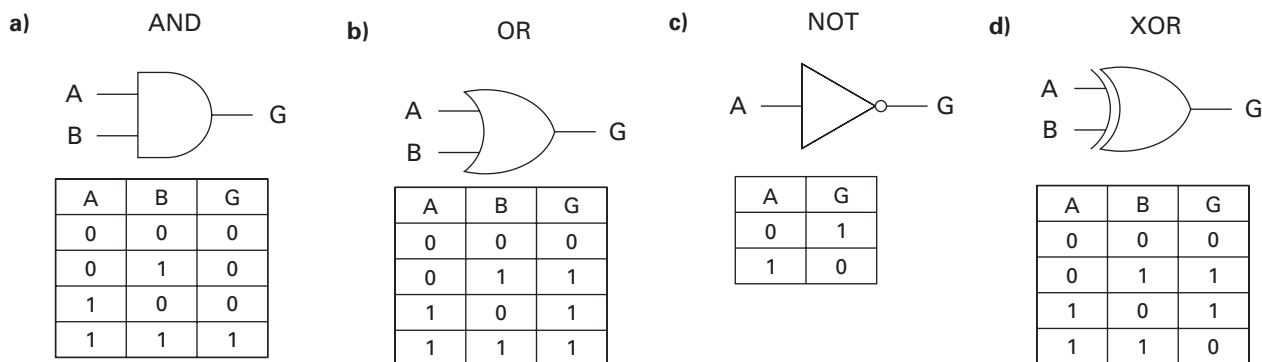 a) AND
A
B
G
A B G
0 0 0
0 1 0
1 0 0
1 1 1
b) OR
A
B
G
A B G
0 0 0
0 1 1
1 0 1
1 1 1
c) NOT
A
G
A G
0 1
1 0
d) XOR
A
B
G
A B G
0 0 0
0 1 1
1 0 1
1 1 0